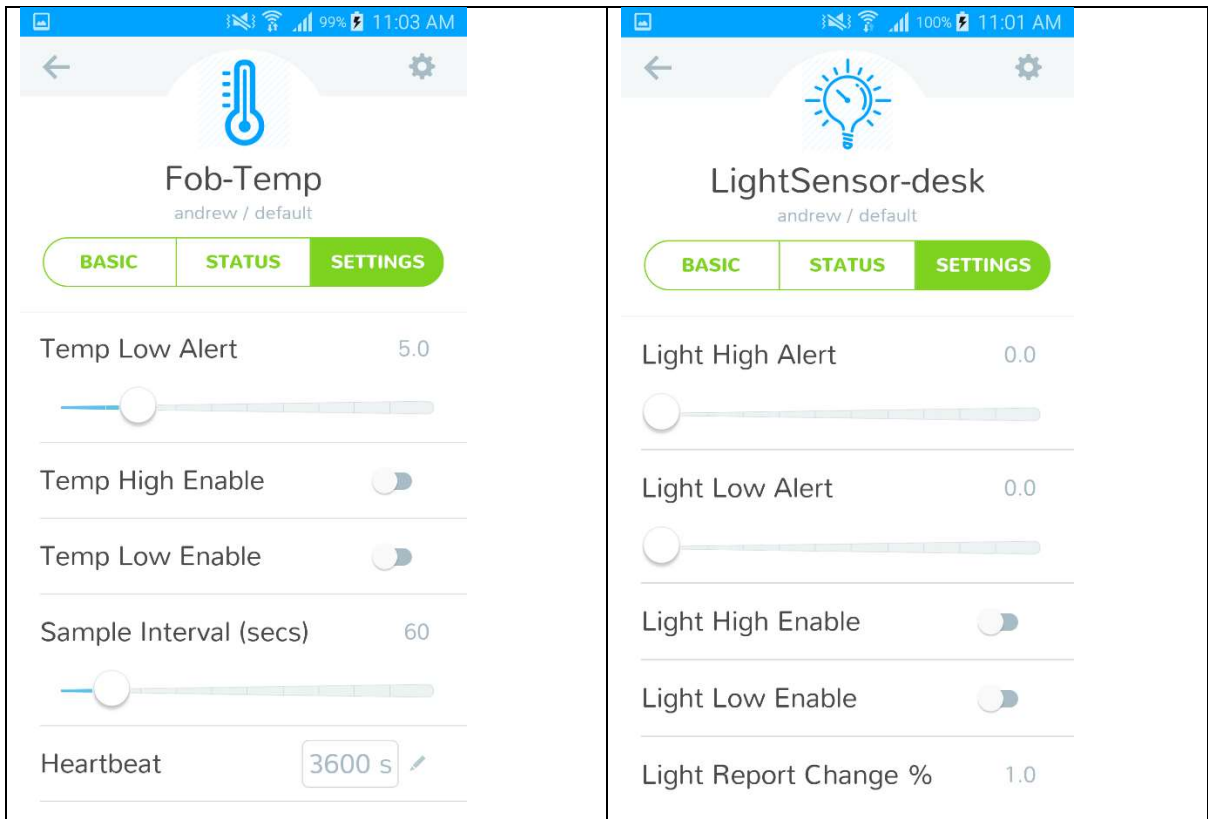 99% 11:03 AM
Fob-Temp
andrew / default
BASIC STATUS SETTINGS
Temp Low Alert 5.0
Temp High Enable
Temp Low Enable
Sample Interval (secs) 60
Heartbeat 3600 s
100% 11:01 AM
LightSensor-desk
andrew / default
BASIC STATUS SETTINGS
Light High Alert 0.0
Light Low Alert 0.0
Light High Enable
Light Low Enable
Light Report Change % 1.0